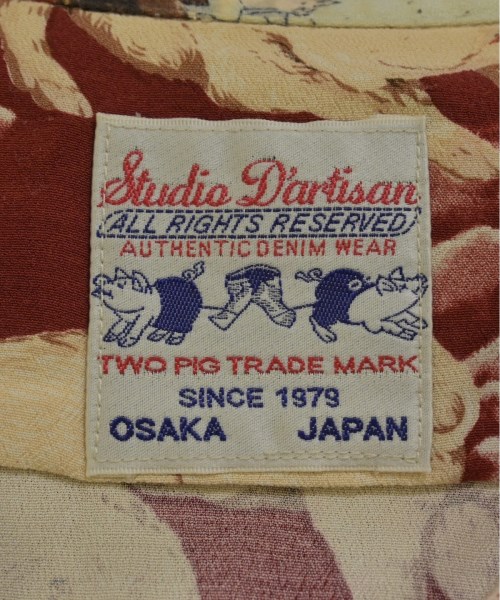 Studio D'artisan
ALL RIGHTS RESERVED
AUTHENTIC DENIM WEAR
TWO PIG TRADE MARK
SINCE 1979
OSAKA JAPAN